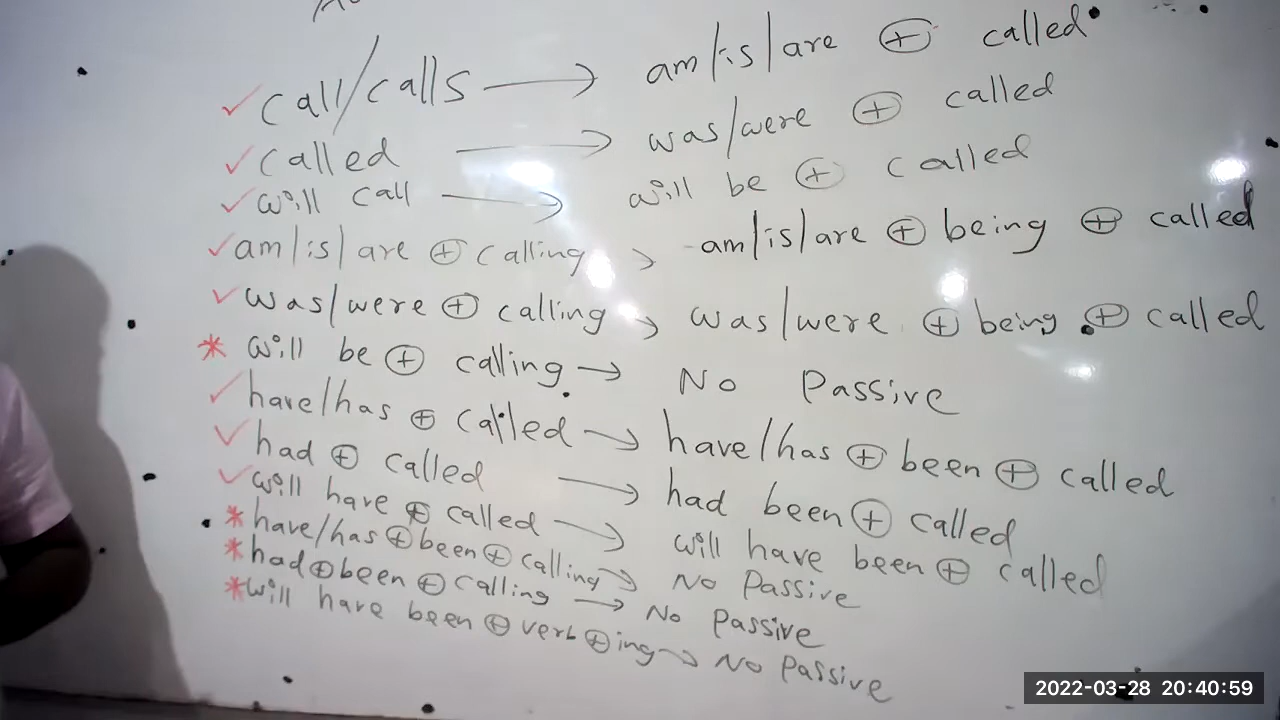 ✓ call/calls → am/is/are ⊕ called
✓ called → was/were ⊕ called
✓ will call → will be ⊕ called
✓ am/is/are ⊕ calling → am/is/are ⊕ being ⊕ called
✓ was/were ⊕ calling → was/were ⊕ being ⊕ called
* will be ⊕ calling → No Passive
✓ have/has ⊕ called → have/has ⊕ been ⊕ called
✓ had ⊕ called → had been ⊕ called
✓ will have ⊕ called → will have been ⊕ called
* have/has ⊕ been ⊕ calling → No Passive
* had ⊕ been ⊕ calling → No Passive
* will have been ⊕ verb ⊕ ing → No Passive
2022-03-28 20:40:59